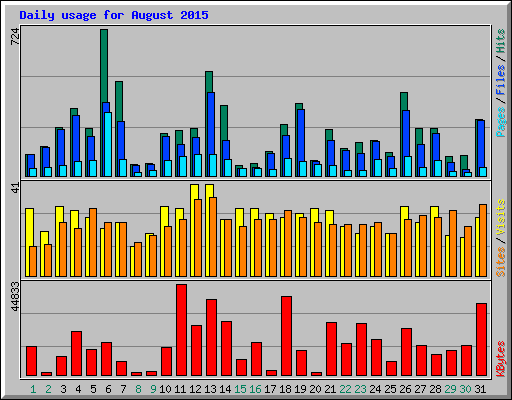 Daily usage for August 2015
724
Pages / Files / Hits
41
Sites / Visits
44833
KBytes
1 2 3 4 5 6 7 8 9 10 11 12 13 14 15 16 17 18 19 20 21 22 23 24 25 26 27 28 29 30 31